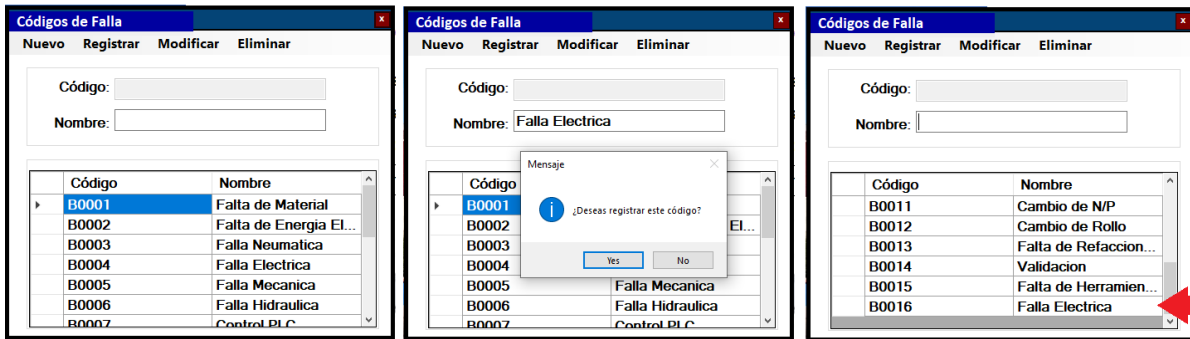 Códigos de Falla
x
Nuevo Registrar Modificar Eliminar
Código:
Nombre:
Código Nombre
B0001 Falta de Material
B0002 Falta de Energia El...
B0003 Falla Neumatica
B0004 Falla Electrica
B0005 Falla Mecanica
B0006 Falla Hidraulica
B0007 Control PLC
Códigos de Falla
x
Nuevo Registrar Modificar Eliminar
Código:
Nombre: Falla Electrica
Mensaje
¿Deseas registrar este código?
Yes No
Código
B0001
B0002 El...
B0003
B0004
B0005 Falla Mecanica
B0006 Falla Hidraulica
B0007 Control PLC
Códigos de Falla
x
Nuevo Registrar Modificar Eliminar
Código:
Nombre:
Código Nombre
B0011 Cambio de N/P
B0012 Cambio de Rollo
B0013 Falta de Refaccion...
B0014 Validacion
B0015 Falta de Herramien...
B0016 Falla Electrica